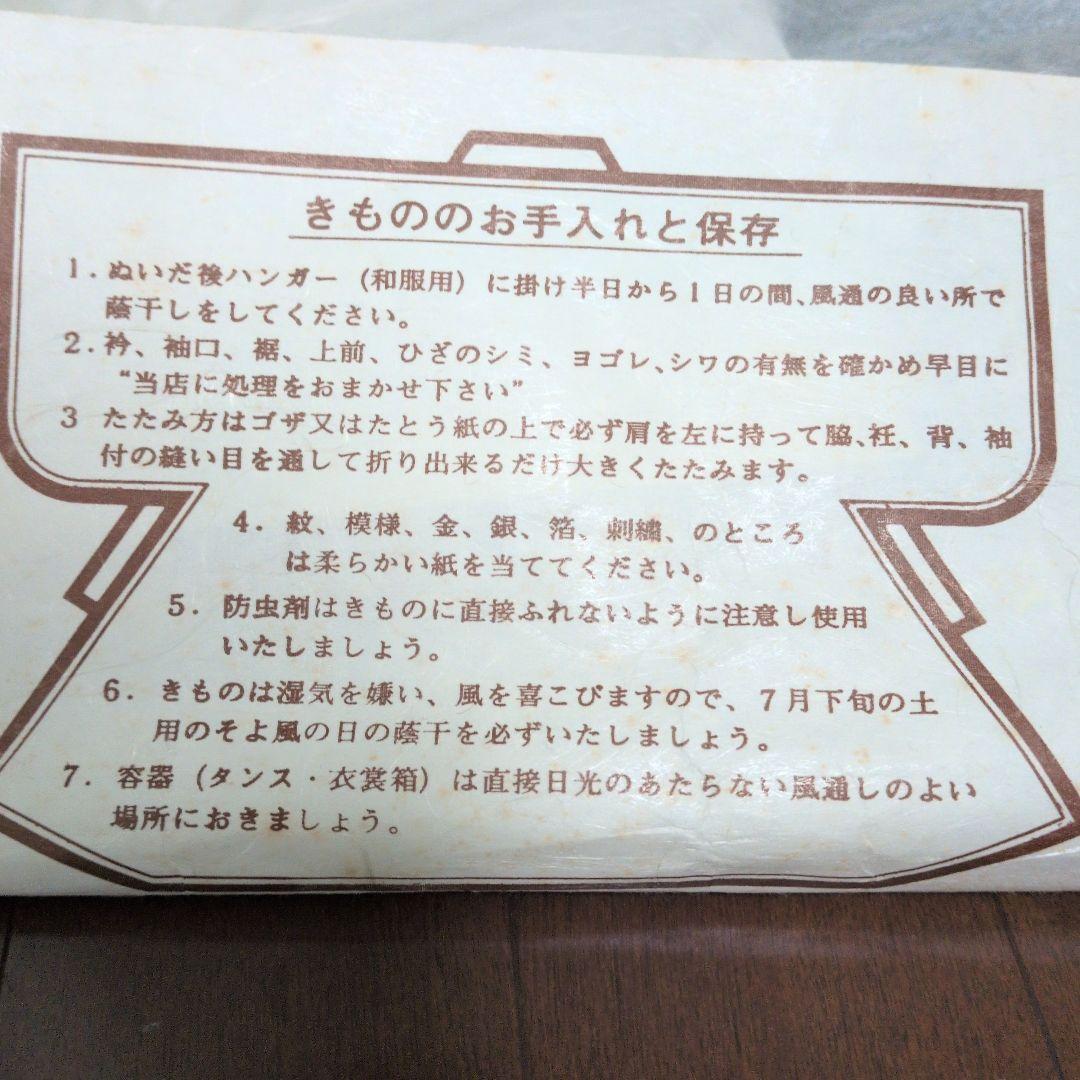 きもののお手入れと保存
1.ぬいだ後ハンガー(和服用)に掛け半日から1日の間、風通の良い所で
蔭干しをしてください。
2.衿、袖口、裾、上前、ひざのシミ、ヨゴレ、シワの有無を確かめ早目に
“当店に処理をおまかせ下さい”
3 たたみ方はゴザ又はたとう紙の上で必ず肩を左に持って脇、衽、背、袖
付の縫い目を通して折り出来るだけ大きくたたみます。
4.紋、模様、金、銀、箔、刺繡、のところ
は柔らかい紙を当ててください。
5.防虫剤はきものに直接ふれないように注意し使用
いたしましょう。
6.きものは湿気を嫌い、風を喜こびますので、7月下旬の土
用のそよ風の日の蔭干を必ずいたしましょう。
7.容器(タンス・衣裳箱)は直接日光のあたらない風通しのよい
場所におきましょう。